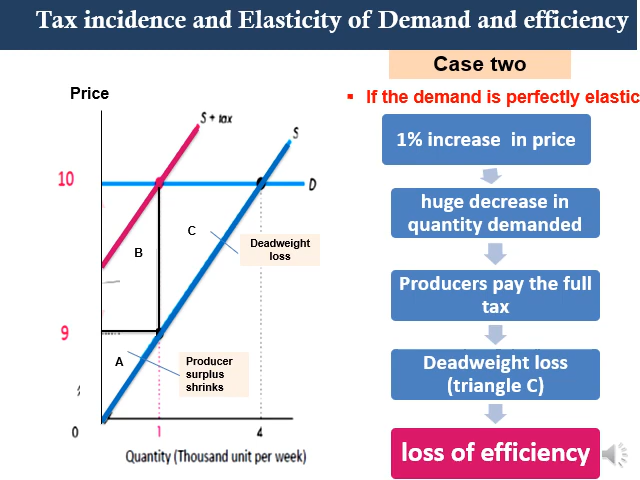 Tax incidence and Elasticity of Demand and efficiency
Case two
Price
▪ If the demand is perfectly elastic
S + tax
S
1% increase in price
10
D
huge decrease in
quantity demanded
C
B
Deadweight
loss
Producers pay the full
tax
9
A
Producer
surplus
shrinks
Deadweight loss
(triangle C)
0
1
4
loss of efficiency
Quantity (Thousand unit per week)